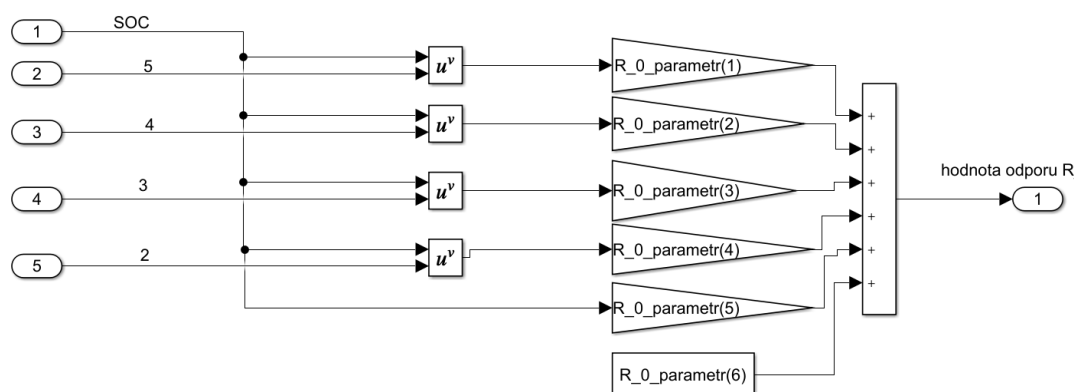 SOC
1
5
2
u^v
R_0_parametr(1)
+
4
3
u^v
R_0_parametr(2)
+
hodnota odporu R
3
4
u^v
R_0_parametr(3)
+
1
+
2
5
u^v
R_0_parametr(4)
+
+
R_0_parametr(5)
R_0_parametr(6)